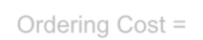 Ordering Cost =